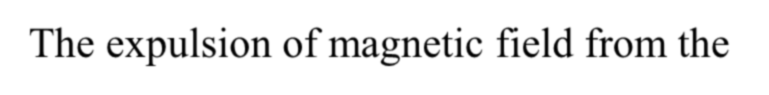 The expulsion of magnetic field from the